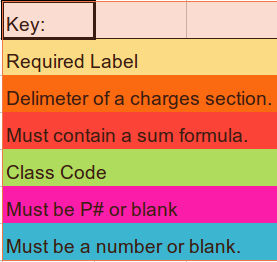 Key:
Required Label
Delimeter of a charges section.
Must contain a sum formula.
Class Code
Must be P# or blank
Must be a number or blank.